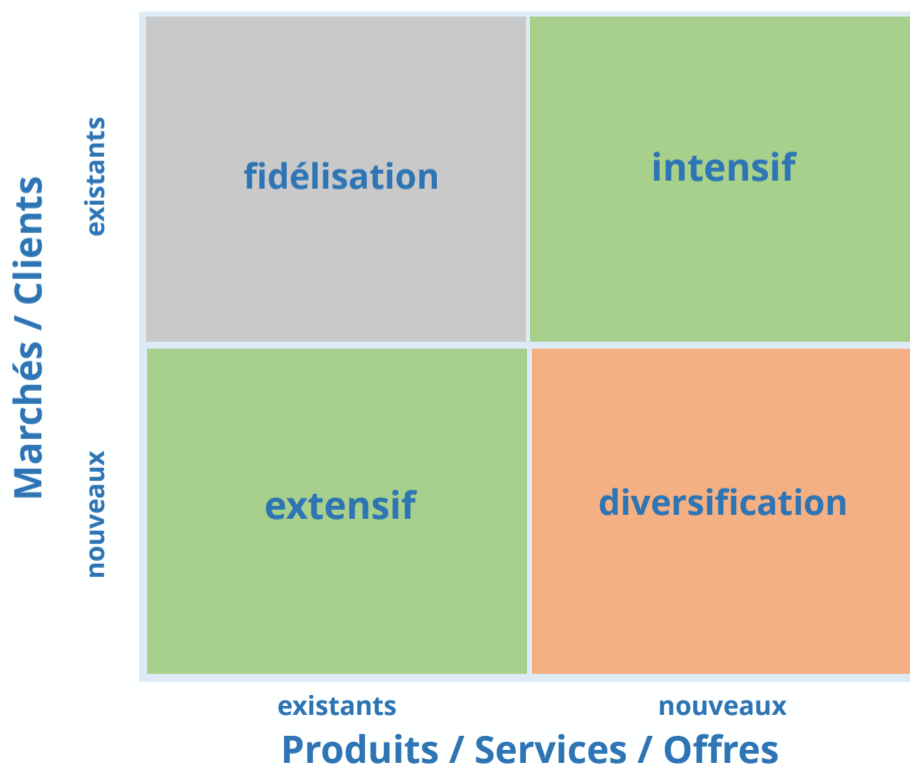 Marchés / Clients
existants
fidélisation
intensif
nouveaux
extensif
diversification
existants
nouveaux
Produits / Services / Offres